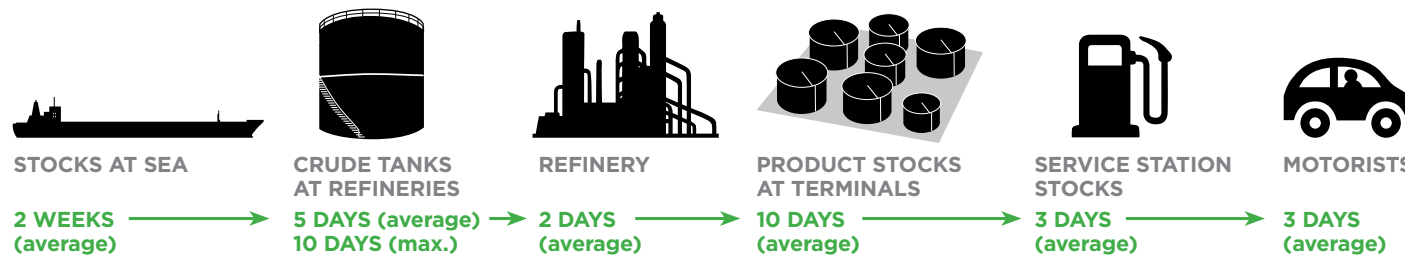 STOCKS AT SEA
2 WEEKS
(average)
CRUDE TANKS
AT REFINERIES
5 DAYS (average)
10 DAYS (max.)
REFINERY
2 DAYS
(average)
PRODUCT STOCKS
AT TERMINALS
10 DAYS
(average)
SERVICE STATION
STOCKS
3 DAYS
(average)
MOTORISTS
3 DAYS
(average)